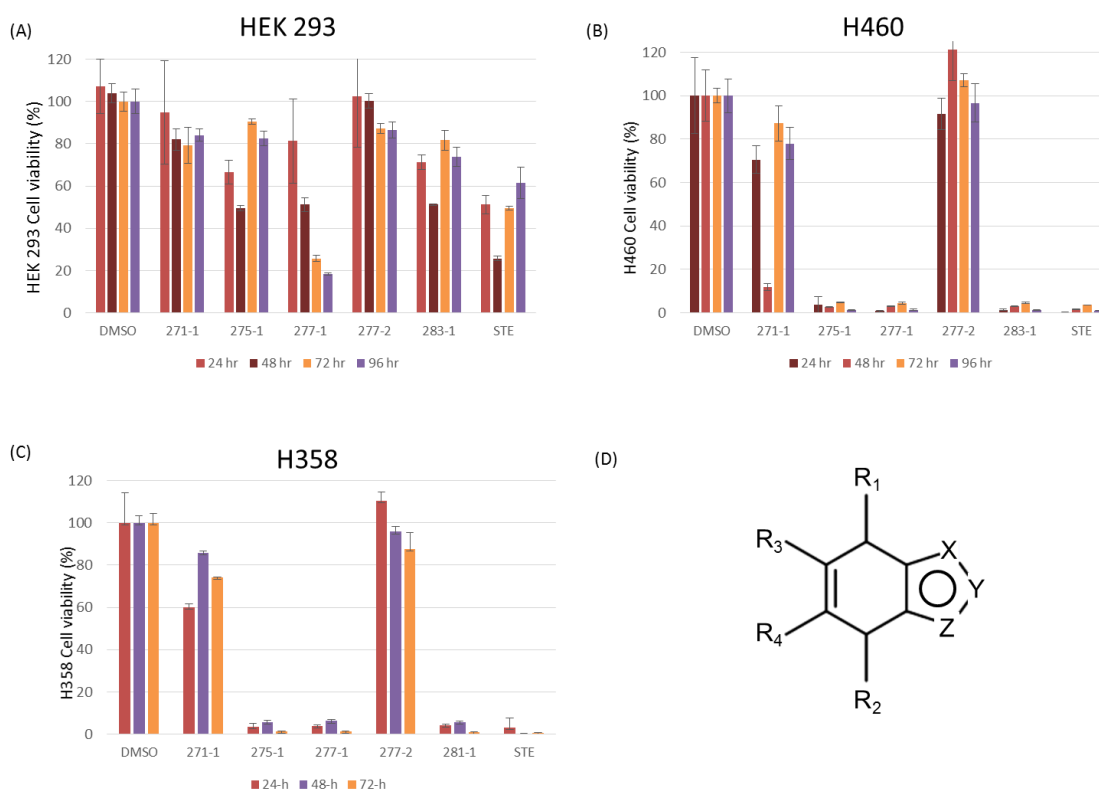 (A)
HEK 293
HEK 293 Cell viability (%)
120
100
80
60
40
20
0
DMSO 271-1 275-1 277-1 277-2 283-1 STE
24 hr 48 hr 72 hr 96 hr
(B)
H460
H460 Cell viability (%)
120
100
80
60
40
20
0
DMSO 271-1 275-1 277-1 277-2 283-1 STE
24 hr 48 hr 72 hr 96 hr
(C)
H358
H358 Cell viability (%)
120
100
80
60
40
20
0
DMSO 271-1 275-1 277-1 277-2 281-1 STE
24-h 48-h 72-h
(D)
R1
R3
X
Y
Z
R4
R2